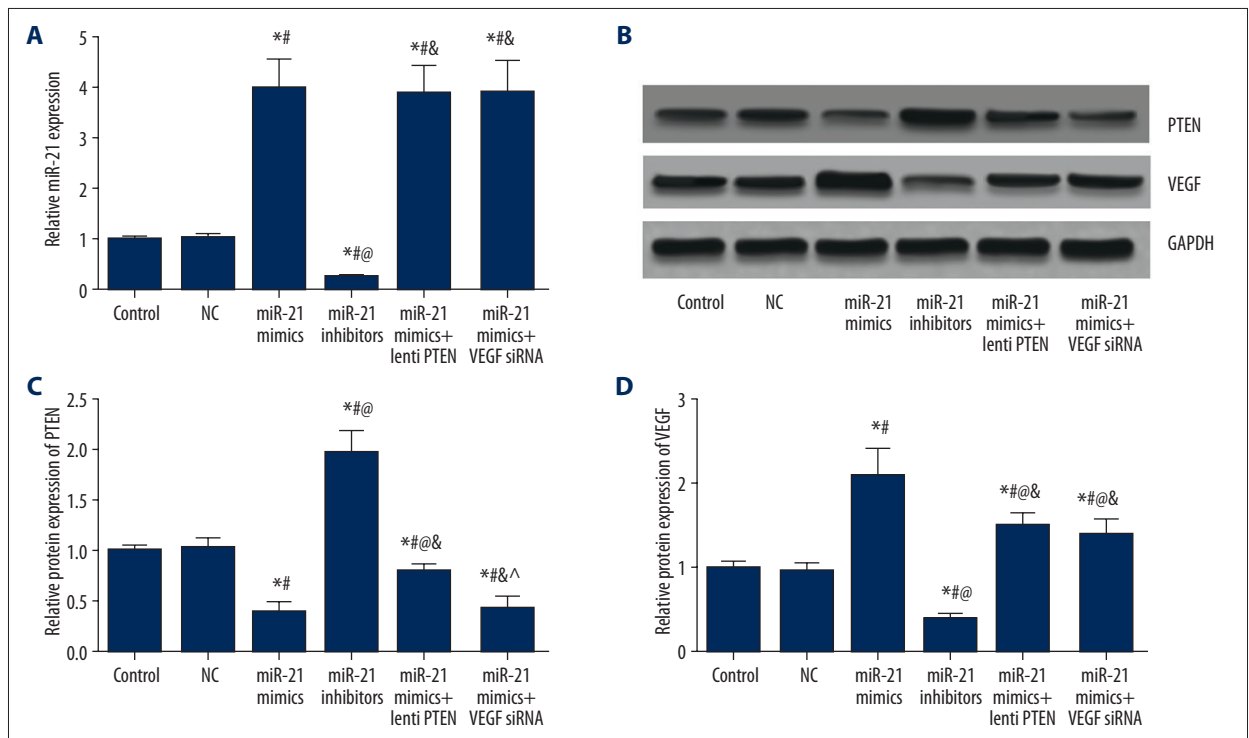 A
Relative miR-21 expression
5
4
3
2
1
0
*#
*#@
*#&
*#&
Control
NC
miR-21
mimics
miR-21
inhibitors
miR-21
mimics+
lenti PTEN
miR-21
mimics+
VEGF siRNA
B
PTEN
VEGF
GAPDH
Control
NC
miR-21
mimics
miR-21
inhibitors
miR-21
mimics+
lenti PTEN
miR-21
mimics+
VEGF siRNA
C
Relative protein expression of PTEN
2.5
2.0
1.5
1.0
0.5
0.0
*#
*#@
*#@&
*#&^
Control
NC
miR-21
mimics
miR-21
inhibitors
miR-21
mimics+
lenti PTEN
miR-21
mimics+
VEGF siRNA
D
Relative protein expression of VEGF
3
2
1
0
*#
*#@
*#@&
*#@&
Control
NC
miR-21
mimics
miR-21
inhibitors
miR-21
mimics+
lenti PTEN
miR-21
mimics+
VEGF siRNA